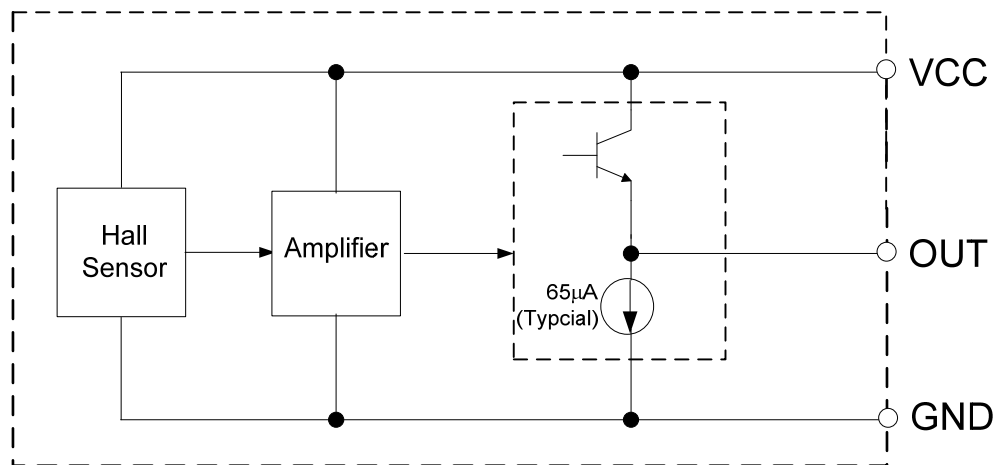 VCC
Hall
Sensor
Amplifier
OUT
65µA
(Typcial)
GND